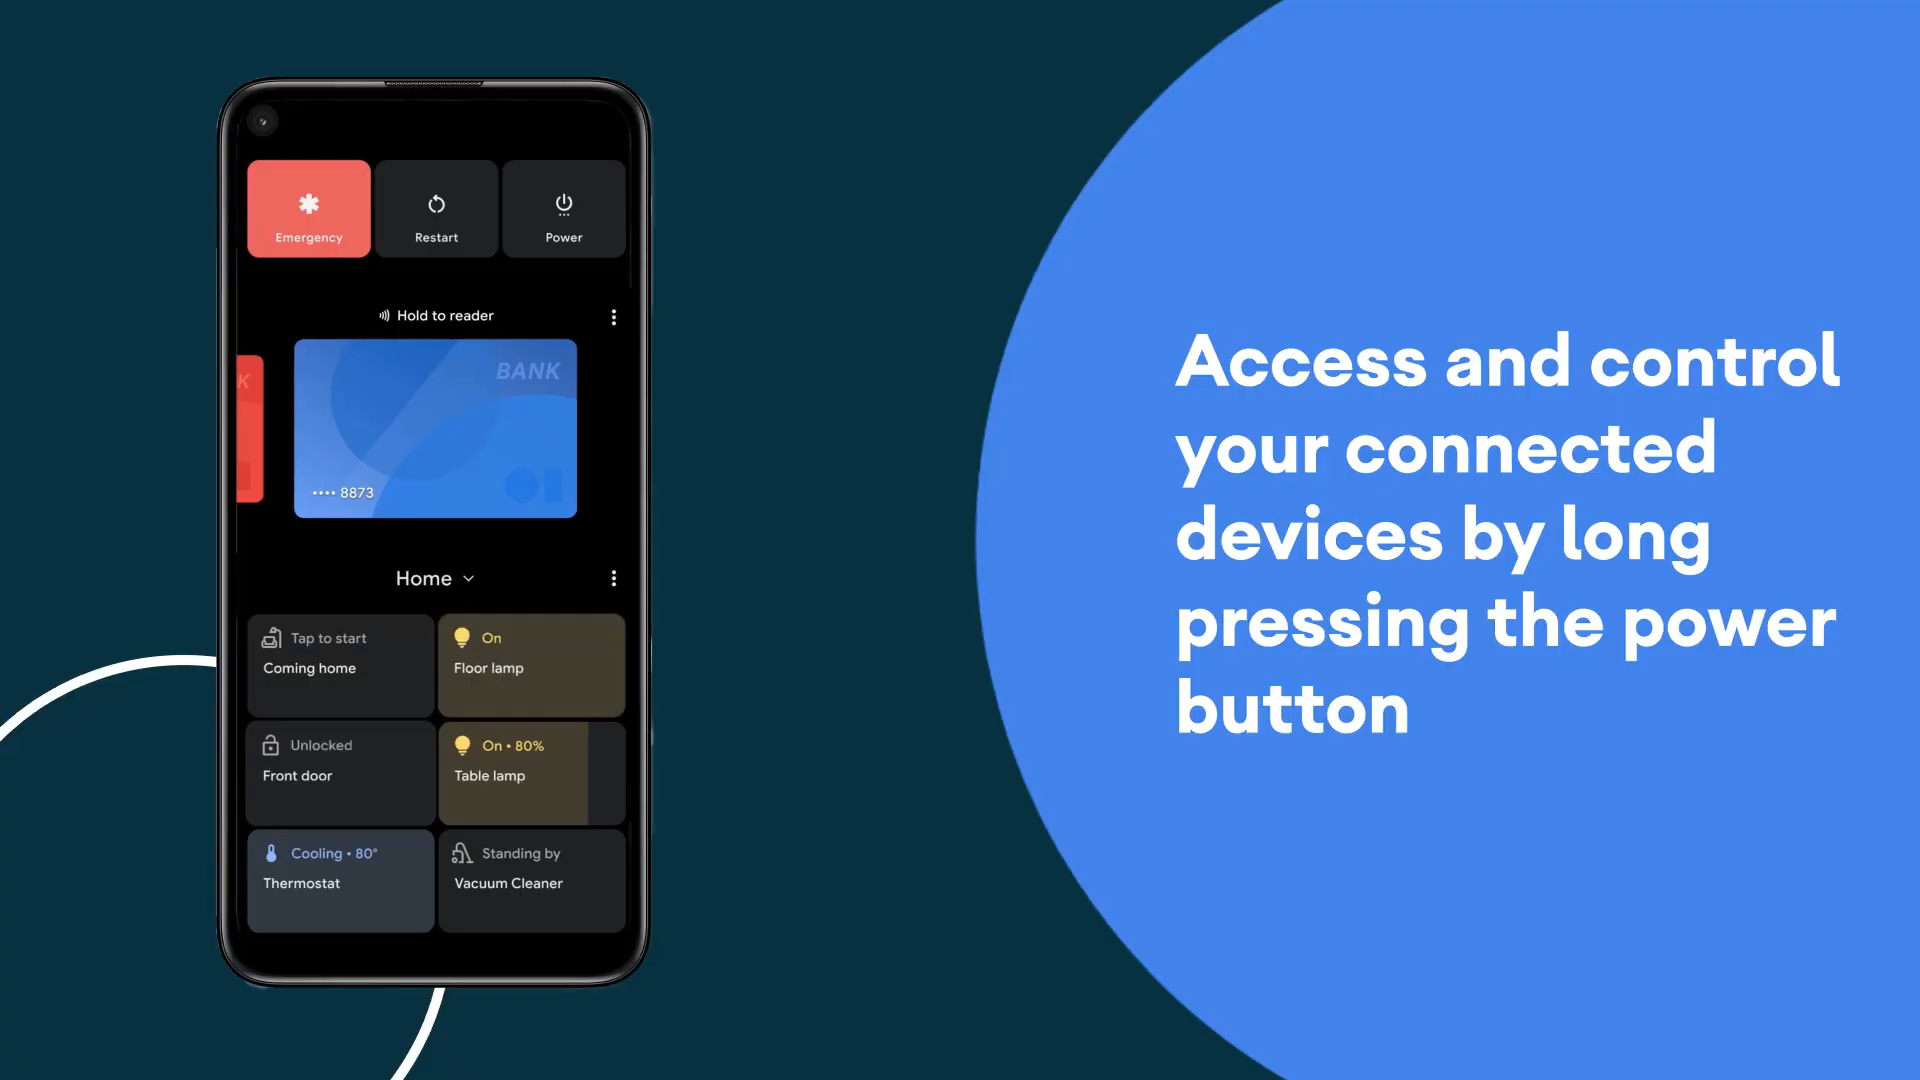 Emergency
Restart
Power
Hold to reader
K
BANK
•••• 8873
Home
Tap to start
Coming home
On
Floor lamp
Unlocked
Front door
On • 80%
Table lamp
Cooling • 80°
Thermostat
Standing by
Vacuum Cleaner
Access and control
your connected
devices by long
pressing the power
button